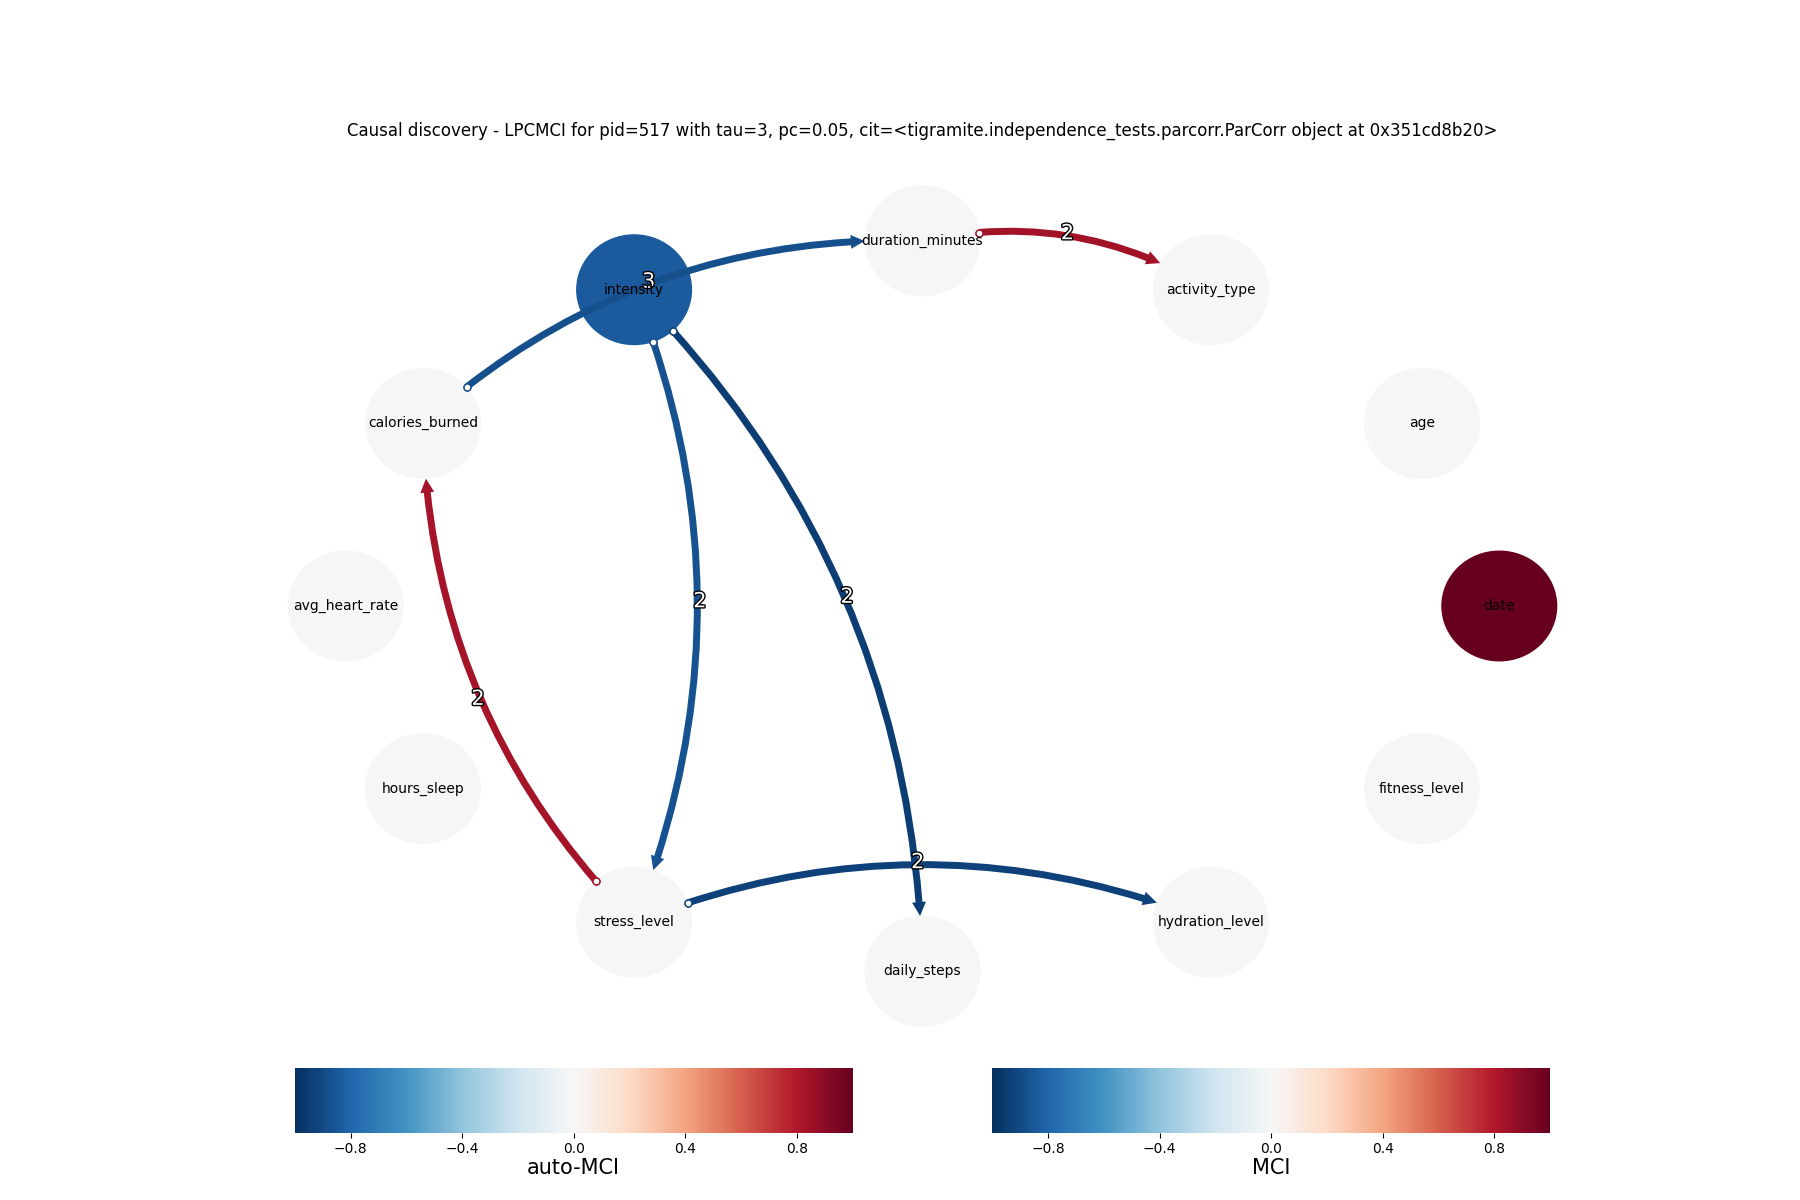 Causal discovery - LPCMCI for pid=517 with tau=3, pc=0.05, cit=<tigramite.independence_tests.parcorr.ParCorr object at 0x351cd8b20>
duration_minutes
2
activity_type
intensity
3
calories_burned
age
avg_heart_rate
2
2
date
2
hours_sleep
fitness_level
2
stress_level
hydration_level
daily_steps
−0.8 −0.4 0.0 0.4 0.8
auto-MCI
−0.8 −0.4 0.0 0.4 0.8
MCI